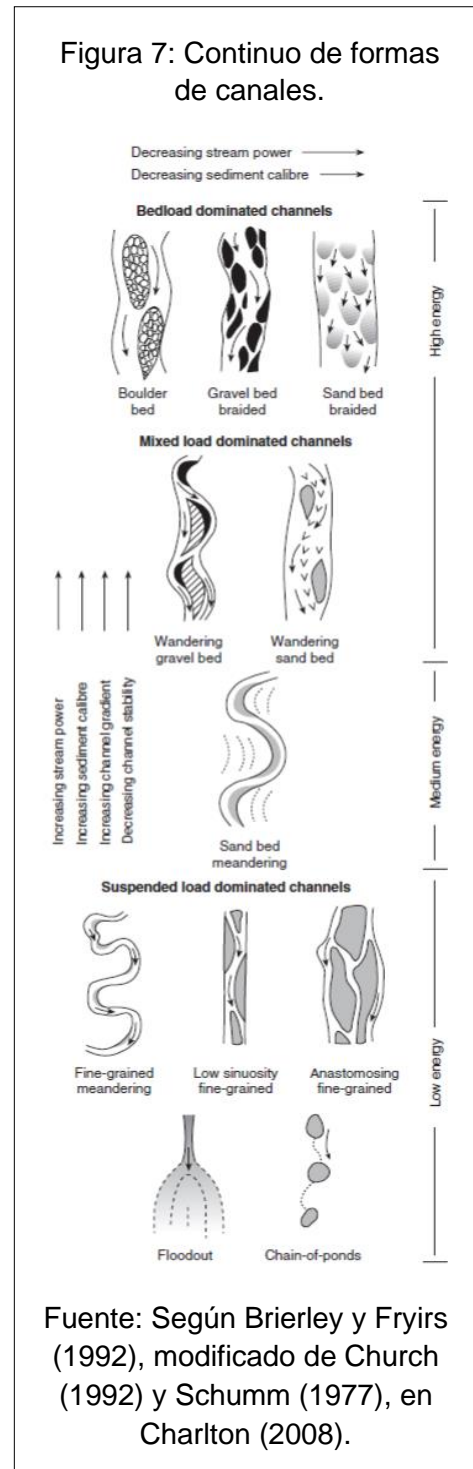 Figura 7: Continuo de formas
de canales.
Decreasing stream power
Decreasing sediment calibre
Bedload dominated channels
Boulder
bed
Gravel bed
braided
Sand bed
braided
High energy
Mixed load dominated channels
Wandering
gravel bed
Wandering
sand bed
Increasing stream power
Increasing sediment calibre
Increasing channel gradient
Decreasing channel stability
Sand bed
meandering
Medium energy
Suspended load dominated channels
Fine-grained
meandering
Low sinuosity
fine-grained
Anastomosing
fine-grained
Low energy
Floodout
Chain-of-ponds
Fuente: Según Brierley y Fryirs
(1992), modificado de Church
(1992) y Schumm (1977), en
Charlton (2008).